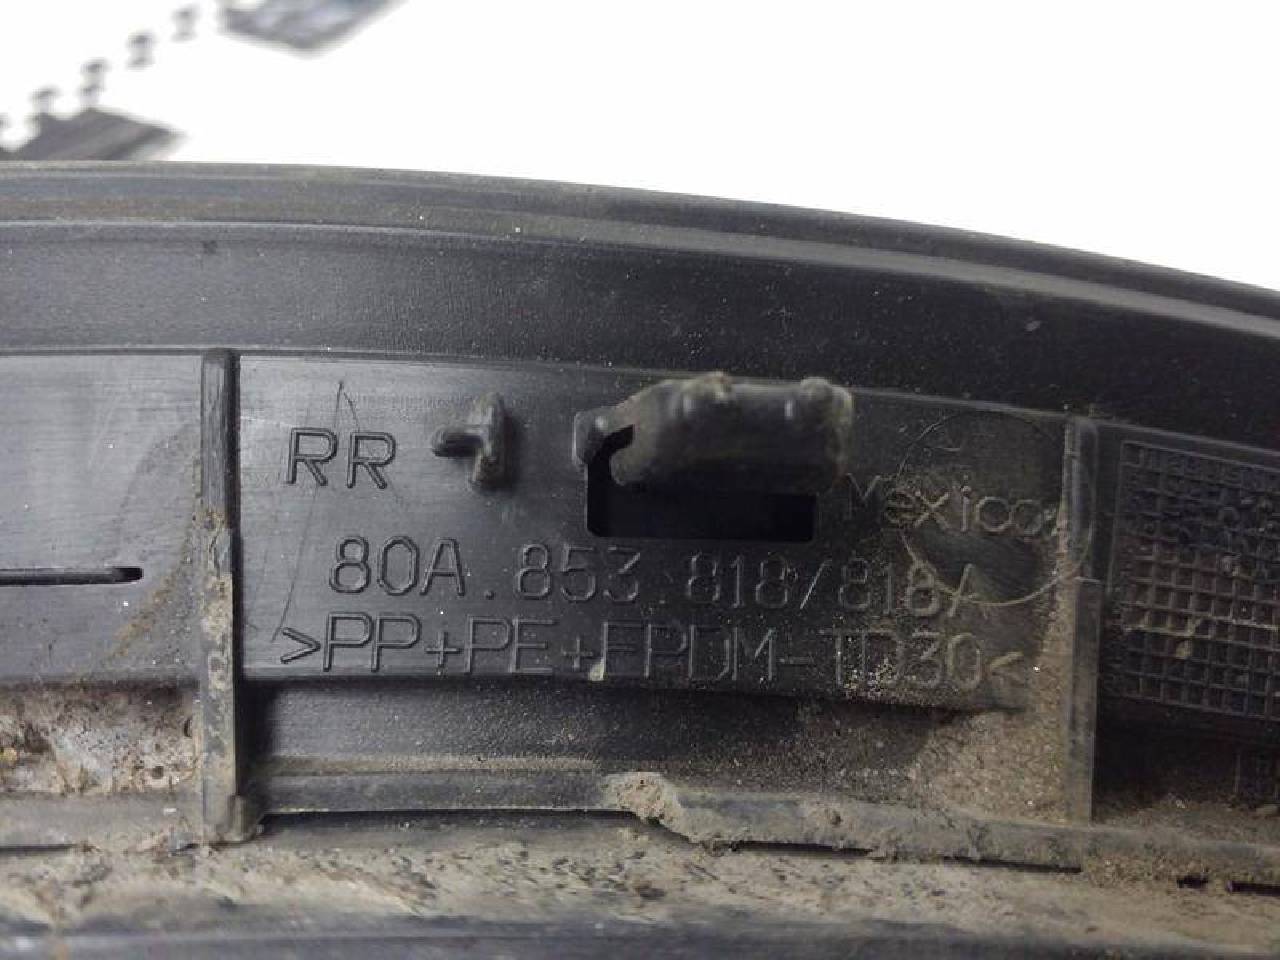 RR
Mexico
80A.853.818/818A
>PP+PE+EPDM-TD30<